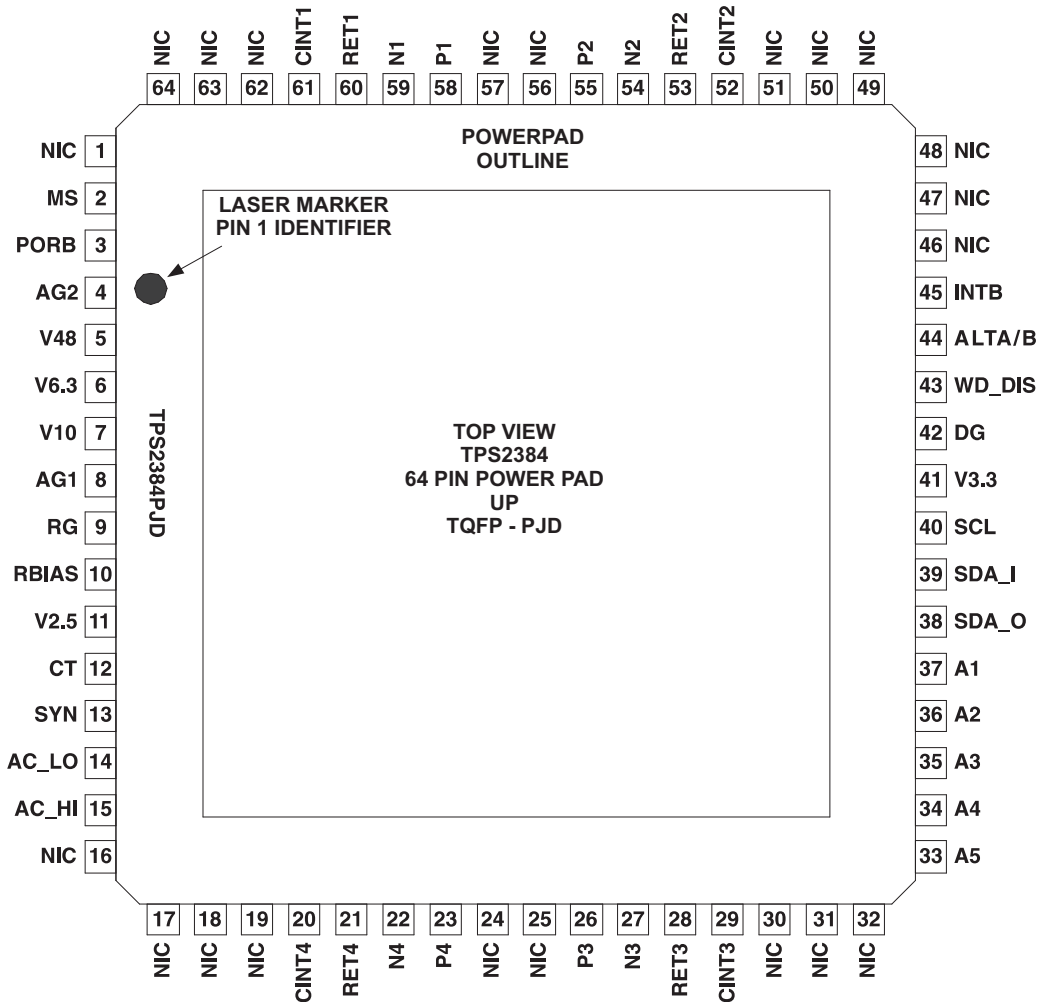 NIC NIC NIC CINT1 RET1 N1 P1 NIC NIC P2 N2 RET2 CINT2 NIC NIC NIC
64 63 62 61 60 59 58 57 56 55 54 53 52 51 50 49
POWERPAD
OUTLINE
NIC 1
MS 2
PORB 3
AG2 4
V48 5
V6.3 6
V10 7
AG1 8
RG 9
RBIAS 10
V2.5 11
CT 12
SYN 13
AC_LO 14
AC_HI 15
NIC 16
LASER MARKER
PIN 1 IDENTIFIER
TPS2384PJD
TOP VIEW
TPS2384
64 PIN POWER PAD
UP
TQFP - PJD
48 NIC
47 NIC
46 NIC
45 INTB
44 ALTA/B
43 WD_DIS
42 DG
41 V3.3
40 SCL
39 SDA_I
38 SDA_O
37 A1
36 A2
35 A3
34 A4
33 A5
17 18 19 20 21 22 23 24 25 26 27 28 29 30 31 32
NIC NIC NIC CINT4 RET4 N4 P4 NIC NIC P3 N3 RET3 CINT3 NIC NIC NIC